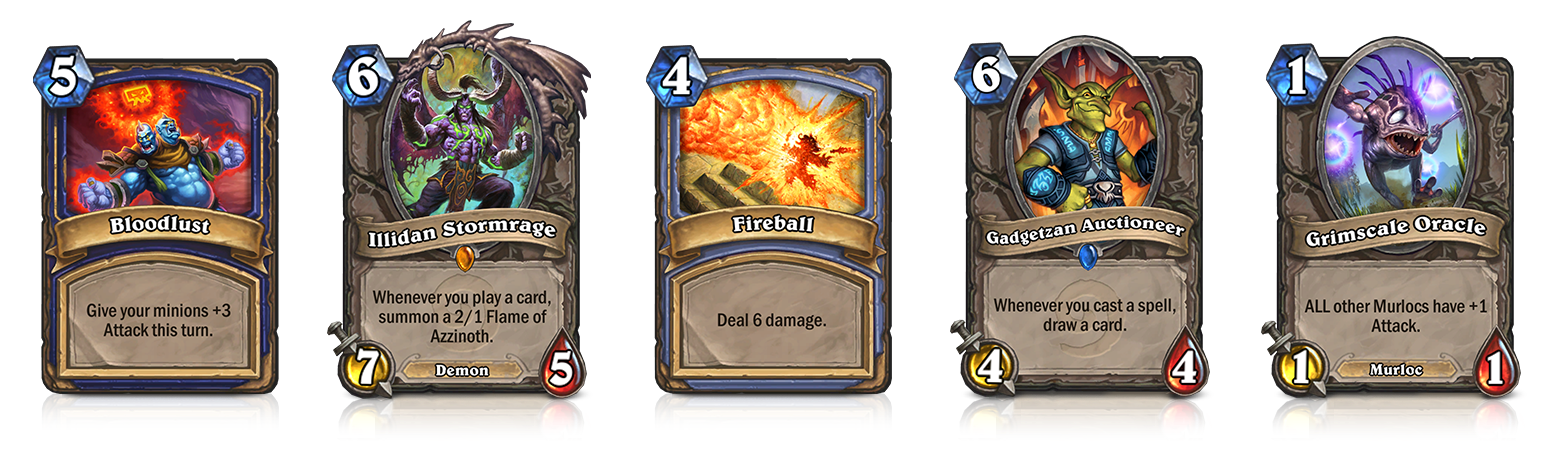 5
Bloodlust
Give your minions +3
Attack this turn.
6
Illidan Stormrage
Whenever you play a card,
summon a 2/1 Flame of
Azzinoth.
7
Demon
5
4
Fireball
Deal 6 damage.
6
Gadgetzan Auctioneer
Whenever you cast a spell,
draw a card.
4
4
1
Grimscale Oracle
ALL other Murlocs have +1
Attack.
1
Murloc
1